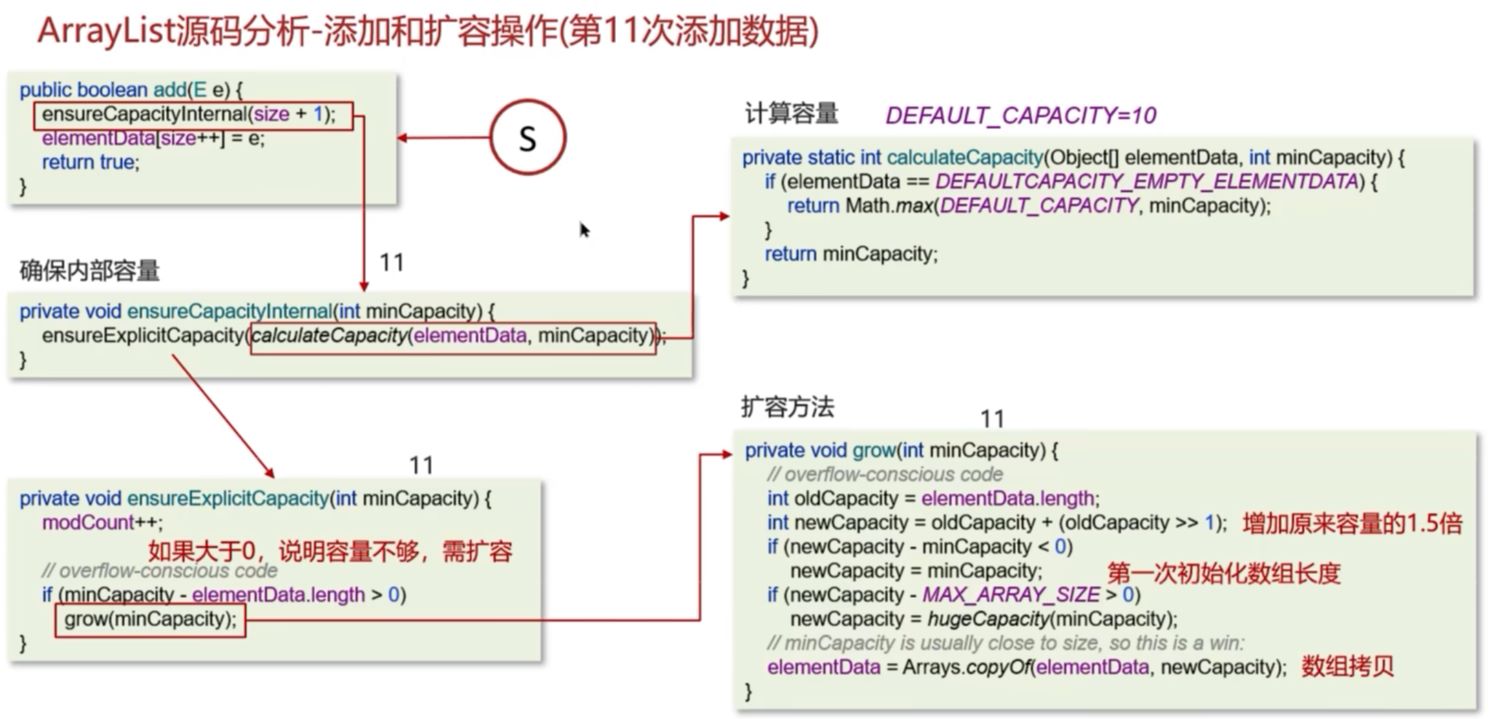 ArrayList源码分析-添加和扩容操作(第11次添加数据)
public boolean add(E e) {
ensureCapacityInternal(size + 1);
elementData[size++] = e;
return true;
}
S
确保内部容量
11
private void ensureCapacityInternal(int minCapacity) {
ensureExplicitCapacity(calculateCapacity(elementData, minCapacity));
}
11
private void ensureExplicitCapacity(int minCapacity) {
modCount++;
如果大于0，说明容量不够，需扩容
// overflow-conscious code
if (minCapacity - elementData.length > 0)
grow(minCapacity);
}
计算容量 DEFAULT_CAPACITY=10
private static int calculateCapacity(Object[] elementData, int minCapacity) {
if (elementData == DEFAULTCAPACITY_EMPTY_ELEMENTDATA) {
return Math.max(DEFAULT_CAPACITY, minCapacity);
}
return minCapacity;
}
扩容方法
11
private void grow(int minCapacity) {
// overflow-conscious code
int oldCapacity = elementData.length;
int newCapacity = oldCapacity + (oldCapacity >> 1); 增加原来容量的1.5倍
if (newCapacity - minCapacity < 0)
newCapacity = minCapacity; 第一次初始化数组长度
if (newCapacity - MAX_ARRAY_SIZE > 0)
newCapacity = hugeCapacity(minCapacity);
// minCapacity is usually close to size, so this is a win:
elementData = Arrays.copyOf(elementData, newCapacity); 数组拷贝
}